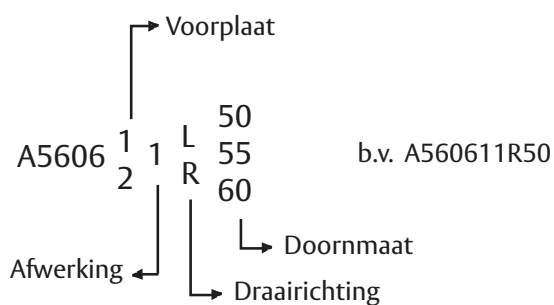 Voorplaat
A5606 1 2 1 L R 50 55 60 b.v. A560611R50
Doornmaat
Afwerking
Draairichting